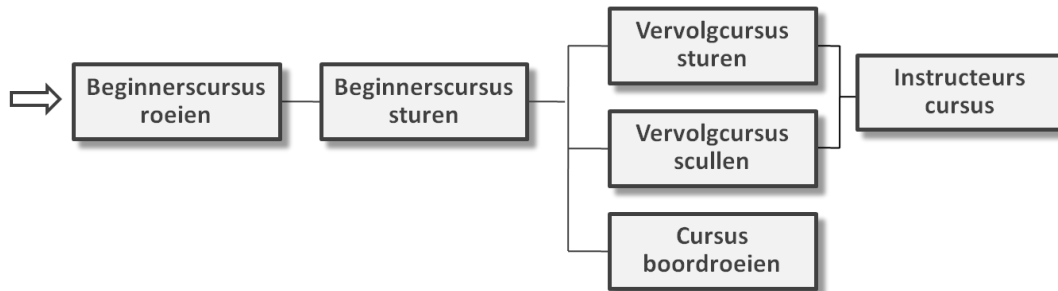 Beginnerscursus
roeien
Beginnerscursus
sturen
Vervolgcursus
sturen
Vervolgcursus
scullen
Cursus
boordroeien
Instructeurs
cursus